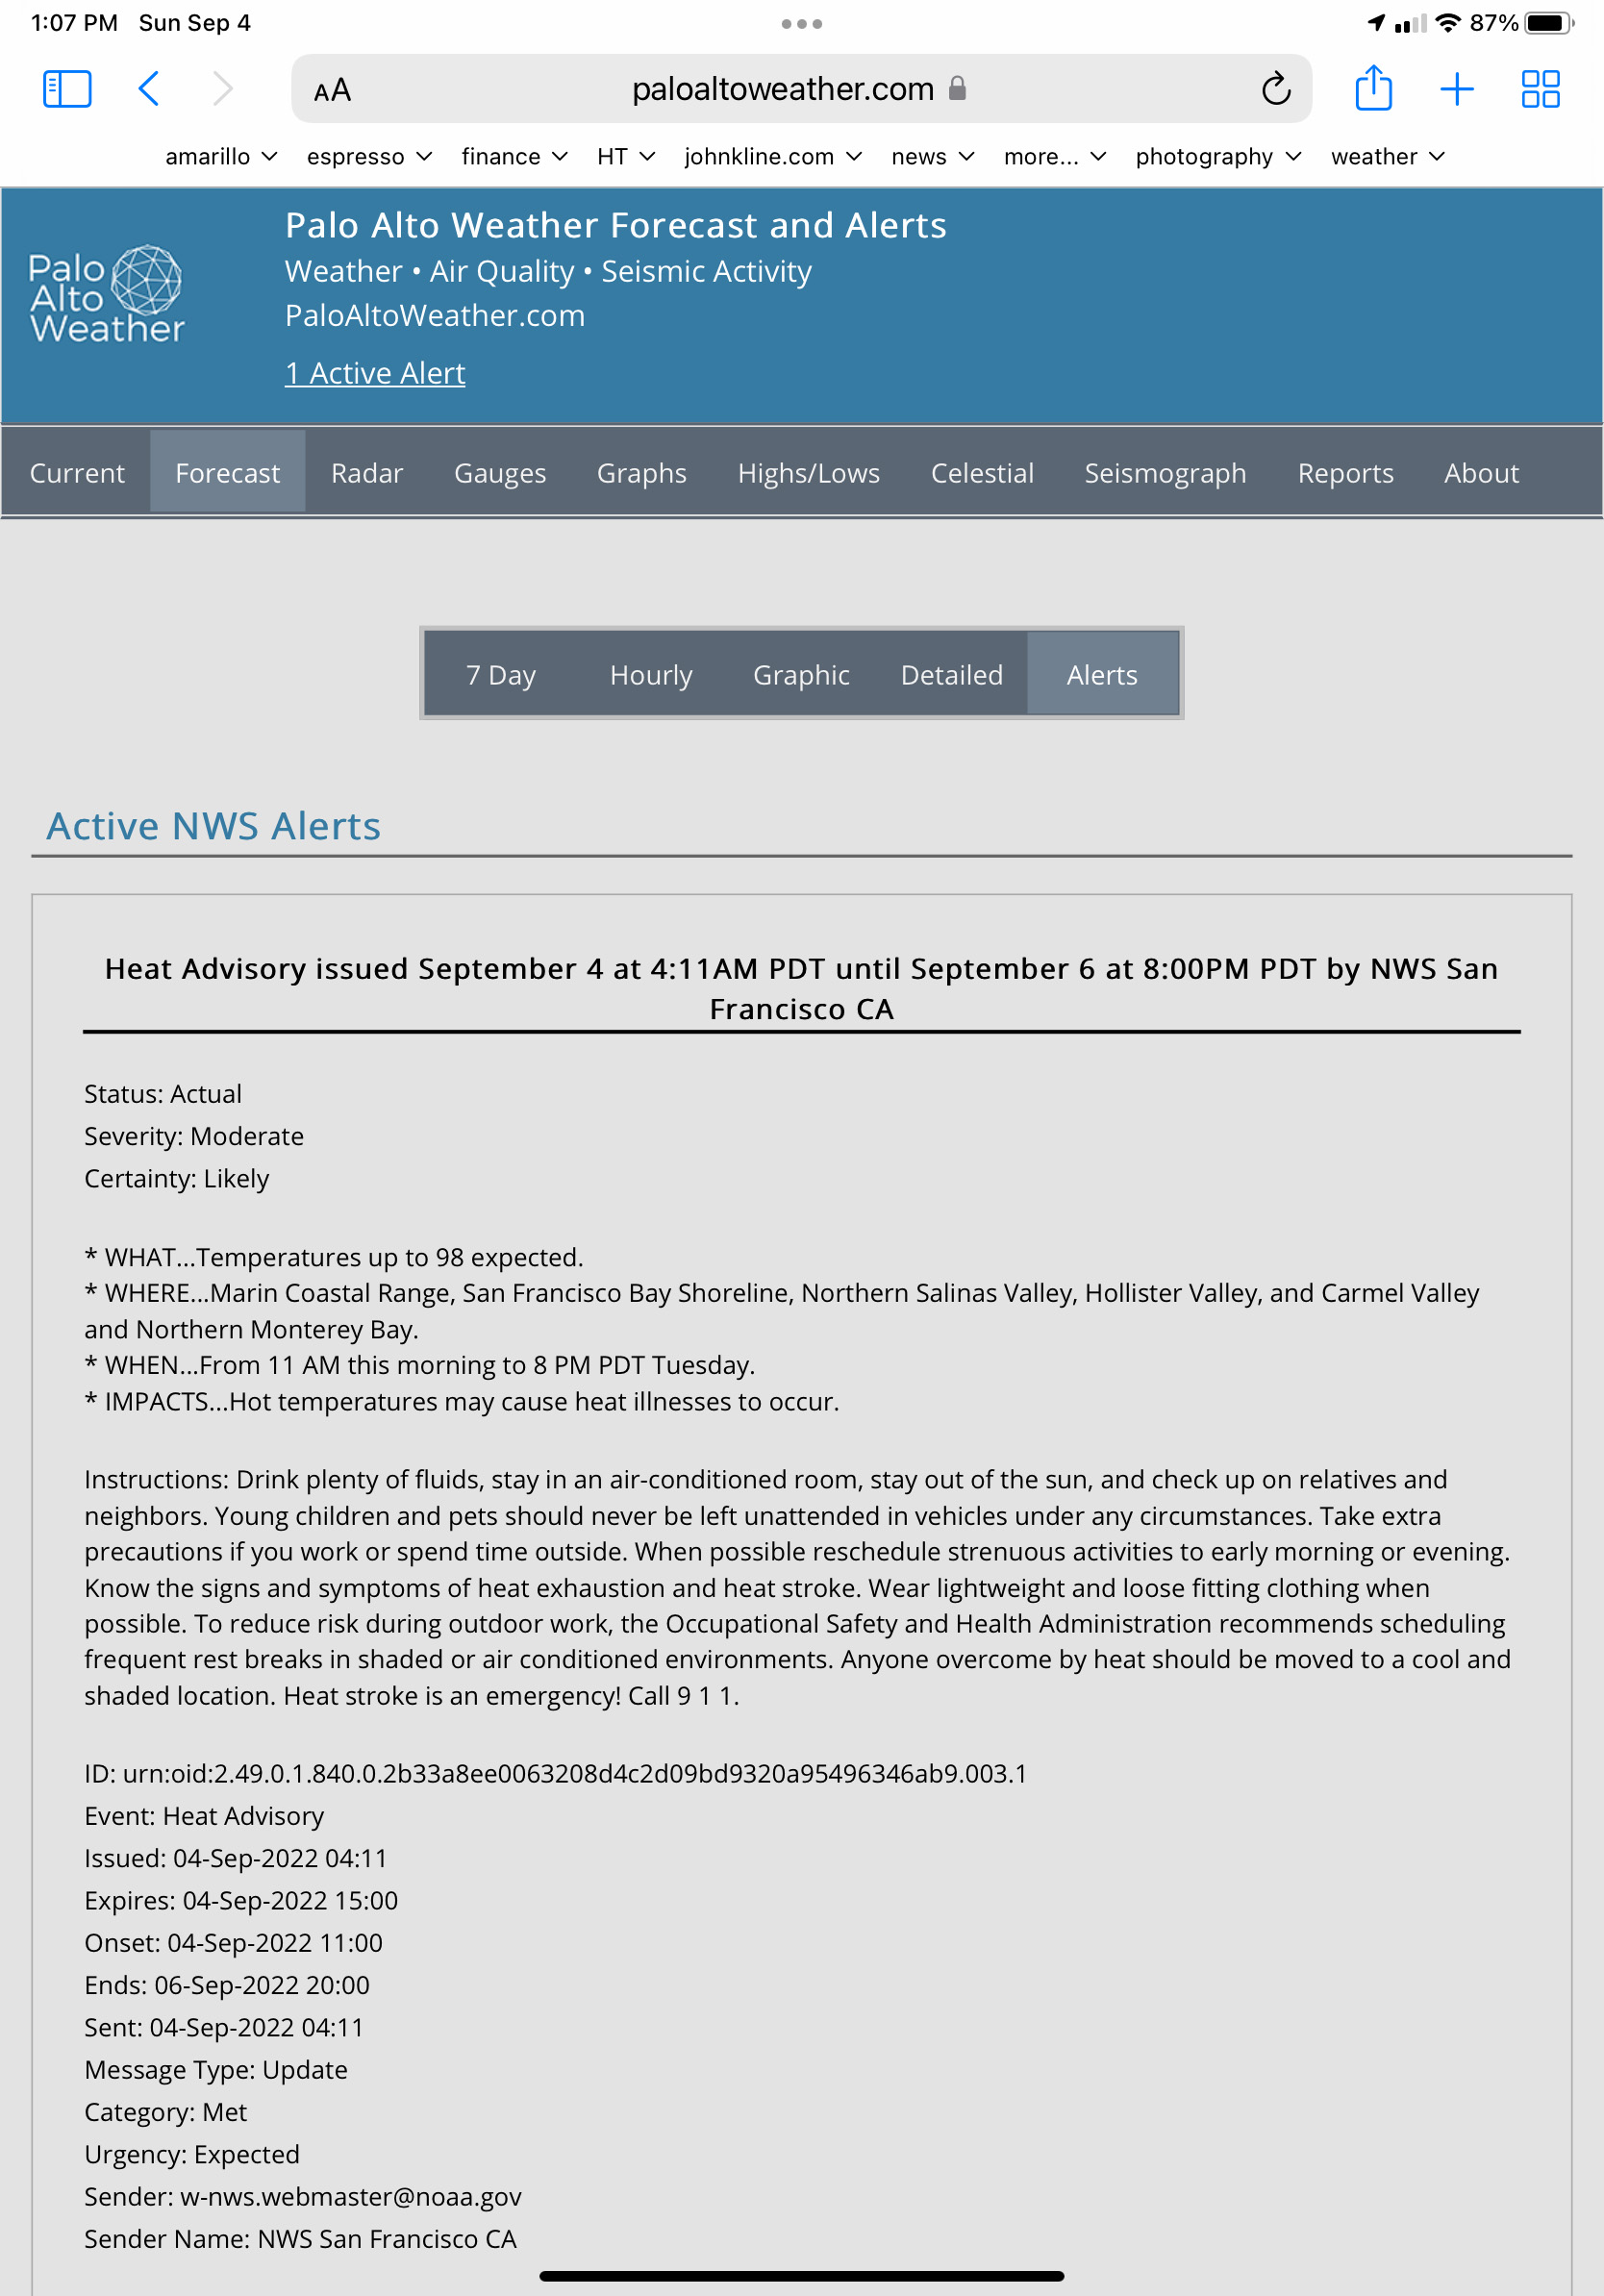 1:07 PM Sun Sep 4
87%
AA
paloaltoweather.com
amarillo espresso finance HT johnkline.com news more... photography weather
Palo Alto Weather Forecast and Alerts
Weather • Air Quality • Seismic Activity
PaloAltoWeather.com
1 Active Alert
Palo
Alto
Weather
Current Forecast Radar Gauges Graphs Highs/Lows Celestial Seismograph Reports About
7 Day Hourly Graphic Detailed Alerts
Active NWS Alerts
Heat Advisory issued September 4 at 4:11AM PDT until September 6 at 8:00PM PDT by NWS San
Francisco CA
Status: Actual
Severity: Moderate
Certainty: Likely
* WHAT...Temperatures up to 98 expected.
* WHERE...Marin Coastal Range, San Francisco Bay Shoreline, Northern Salinas Valley, Hollister Valley, and Carmel Valley
and Northern Monterey Bay.
* WHEN...From 11 AM this morning to 8 PM PDT Tuesday.
* IMPACTS...Hot temperatures may cause heat illnesses to occur.
Instructions: Drink plenty of fluids, stay in an air-conditioned room, stay out of the sun, and check up on relatives and
neighbors. Young children and pets should never be left unattended in vehicles under any circumstances. Take extra
precautions if you work or spend time outside. When possible reschedule strenuous activities to early morning or evening.
Know the signs and symptoms of heat exhaustion and heat stroke. Wear lightweight and loose fitting clothing when
possible. To reduce risk during outdoor work, the Occupational Safety and Health Administration recommends scheduling
frequent rest breaks in shaded or air conditioned environments. Anyone overcome by heat should be moved to a cool and
shaded location. Heat stroke is an emergency! Call 9 1 1.
ID: urn:oid:2.49.0.1.840.0.2b33a8ee0063208d4c2d09bd9320a95496346ab9.003.1
Event: Heat Advisory
Issued: 04-Sep-2022 04:11
Expires: 04-Sep-2022 15:00
Onset: 04-Sep-2022 11:00
Ends: 06-Sep-2022 20:00
Sent: 04-Sep-2022 04:11
Message Type: Update
Category: Met
Urgency: Expected
Sender: w-nws.webmaster@noaa.gov
Sender Name: NWS San Francisco CA